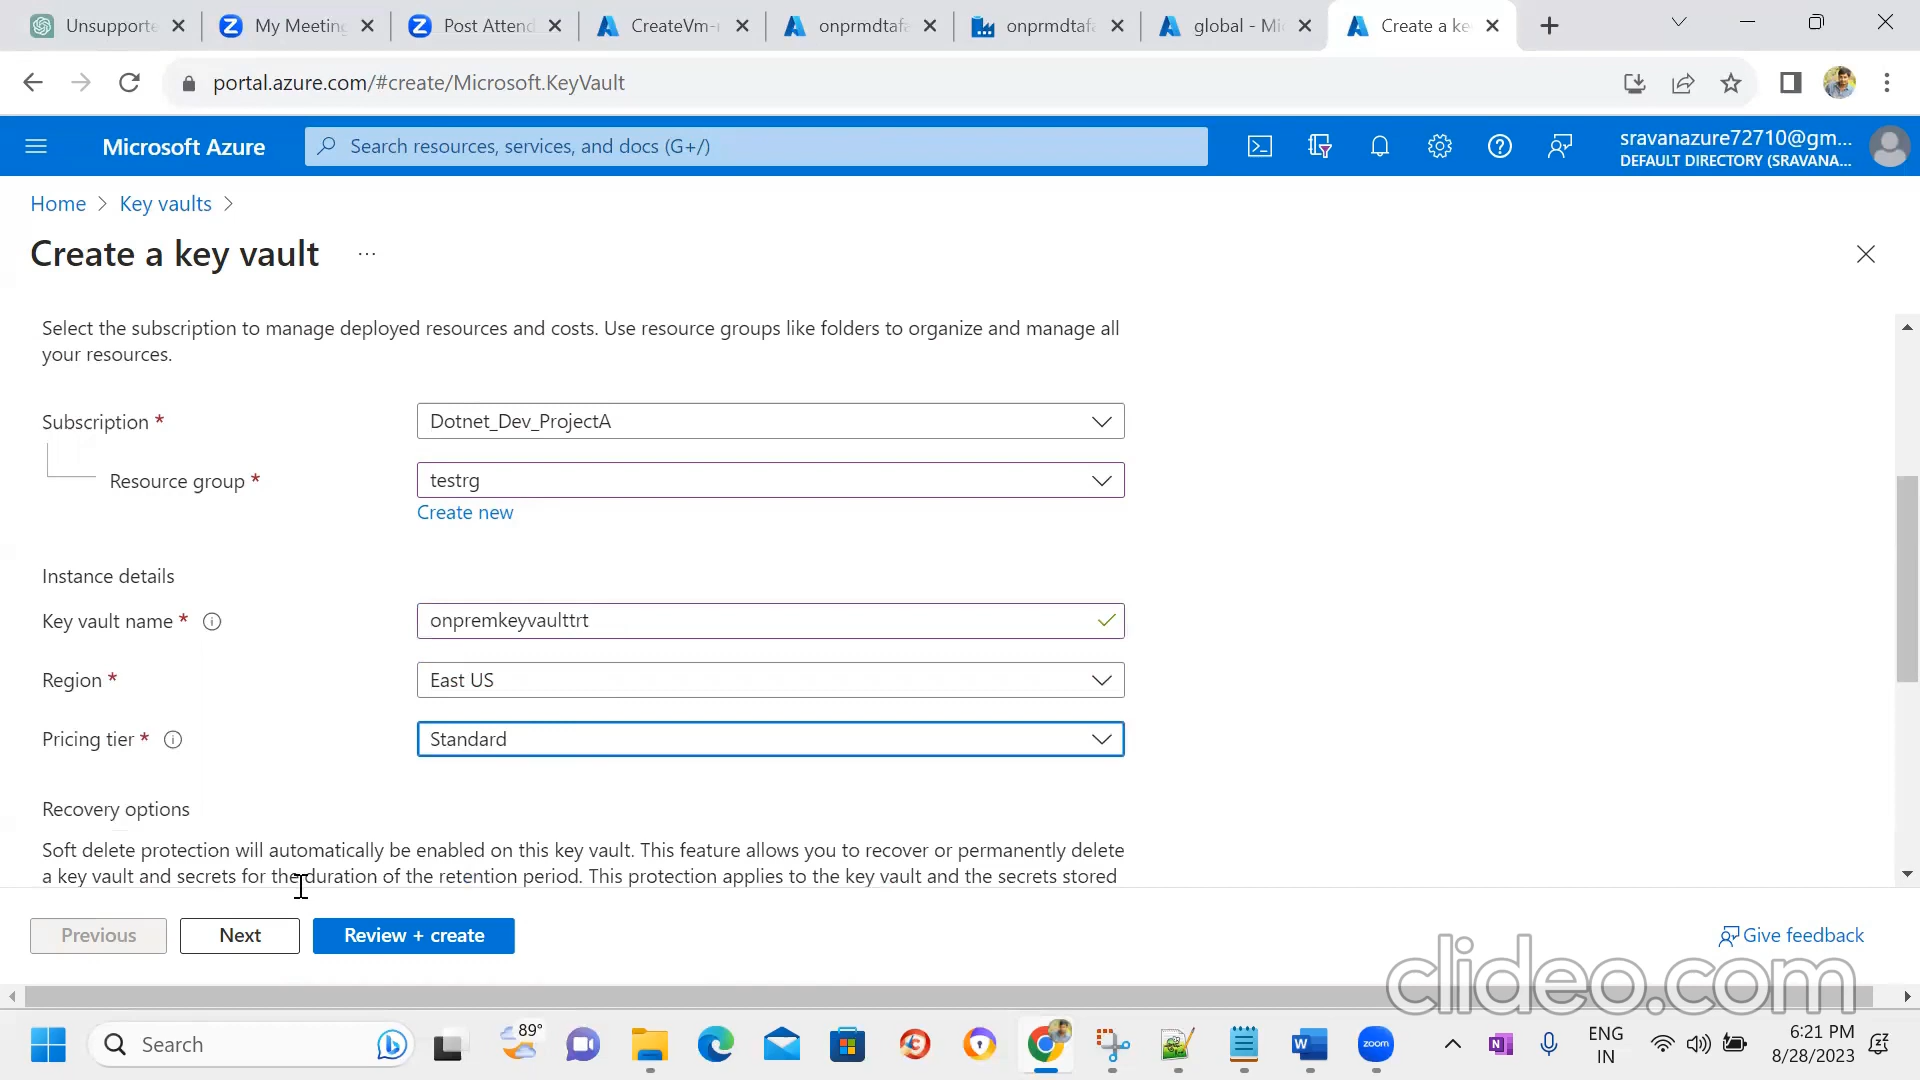 Unsupporte
My Meeting
Post Attend
CreateVm-r
onprmdtafa
onprmdtafa
global - Mi
Create a ke
portal.azure.com/#create/Microsoft.KeyVault
Microsoft Azure
Search resources, services, and docs (G+/)
sravanazure72710@gm...
DEFAULT DIRECTORY (SRAVANA...
Home > Key vaults >
Create a key vault ...
Select the subscription to manage deployed resources and costs. Use resource groups like folders to organize and manage all
your resources.
Subscription *
Dotnet_Dev_ProjectA
Resource group *
testrg
Create new
Instance details
Key vault name *
onpremkeyvaulttrt
Region *
East US
Pricing tier *
Standard
Recovery options
Soft delete protection will automatically be enabled on this key vault. This feature allows you to recover or permanently delete
a key vault and secrets for the duration of the retention period. This protection applies to the key vault and the secrets stored
Previous
Next
Review + create
Give feedback
clideo.com
Search
89°
zoom
ENG
IN
6:21 PM
8/28/2023